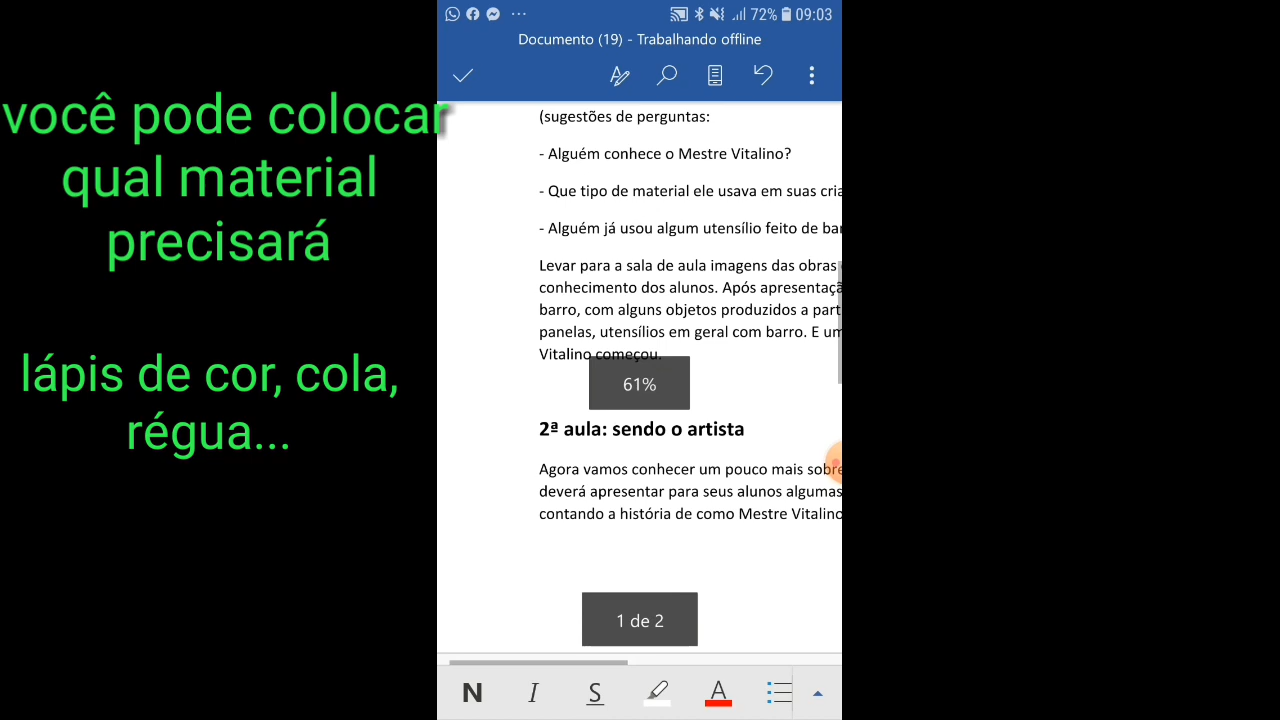 você pode colocar
qual material
precisará
lápis de cor, cola,
régua...
72% 09:03
Documento (19) - Trabalhando offline
(sugestões de perguntas:
- Alguém conhece o Mestre Vitalino?
- Que tipo de material ele usava em suas cria
- Alguém já usou algum utensílio feito de bar
Levar para a sala de aula imagens das obras
conhecimento dos alunos. Após apresentaçã
barro, com alguns objetos produzidos a part
panelas, utensílios em geral com barro. E um
Vitalino começou.
61%
2ª aula: sendo o artista
Agora vamos conhecer um pouco mais sobre
deverá apresentar para seus alunos algumas
contando a história de como Mestre Vitalino
1 de 2
N I S A